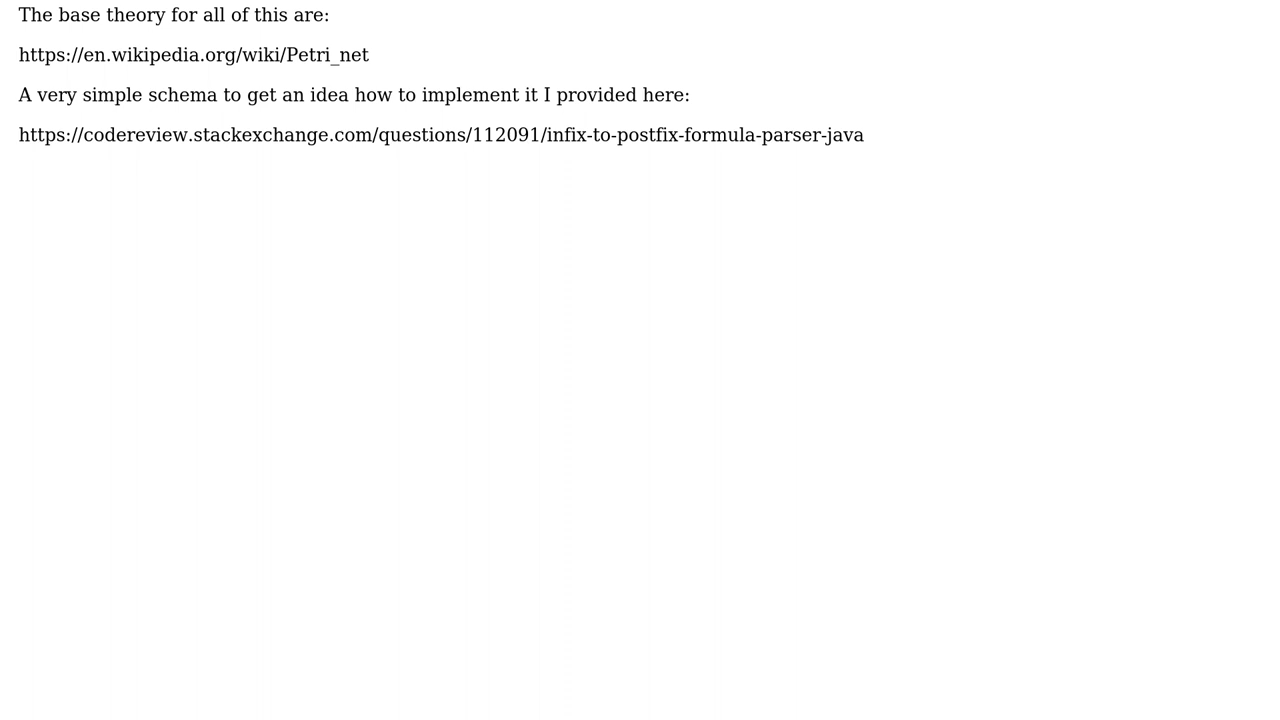 The base theory for all of this are:
https://en.wikipedia.org/wiki/Petri_net
A very simple schema to get an idea how to implement it I provided here:
https://codereview.stackexchange.com/questions/112091/infix-to-postfix-formula-parser-java